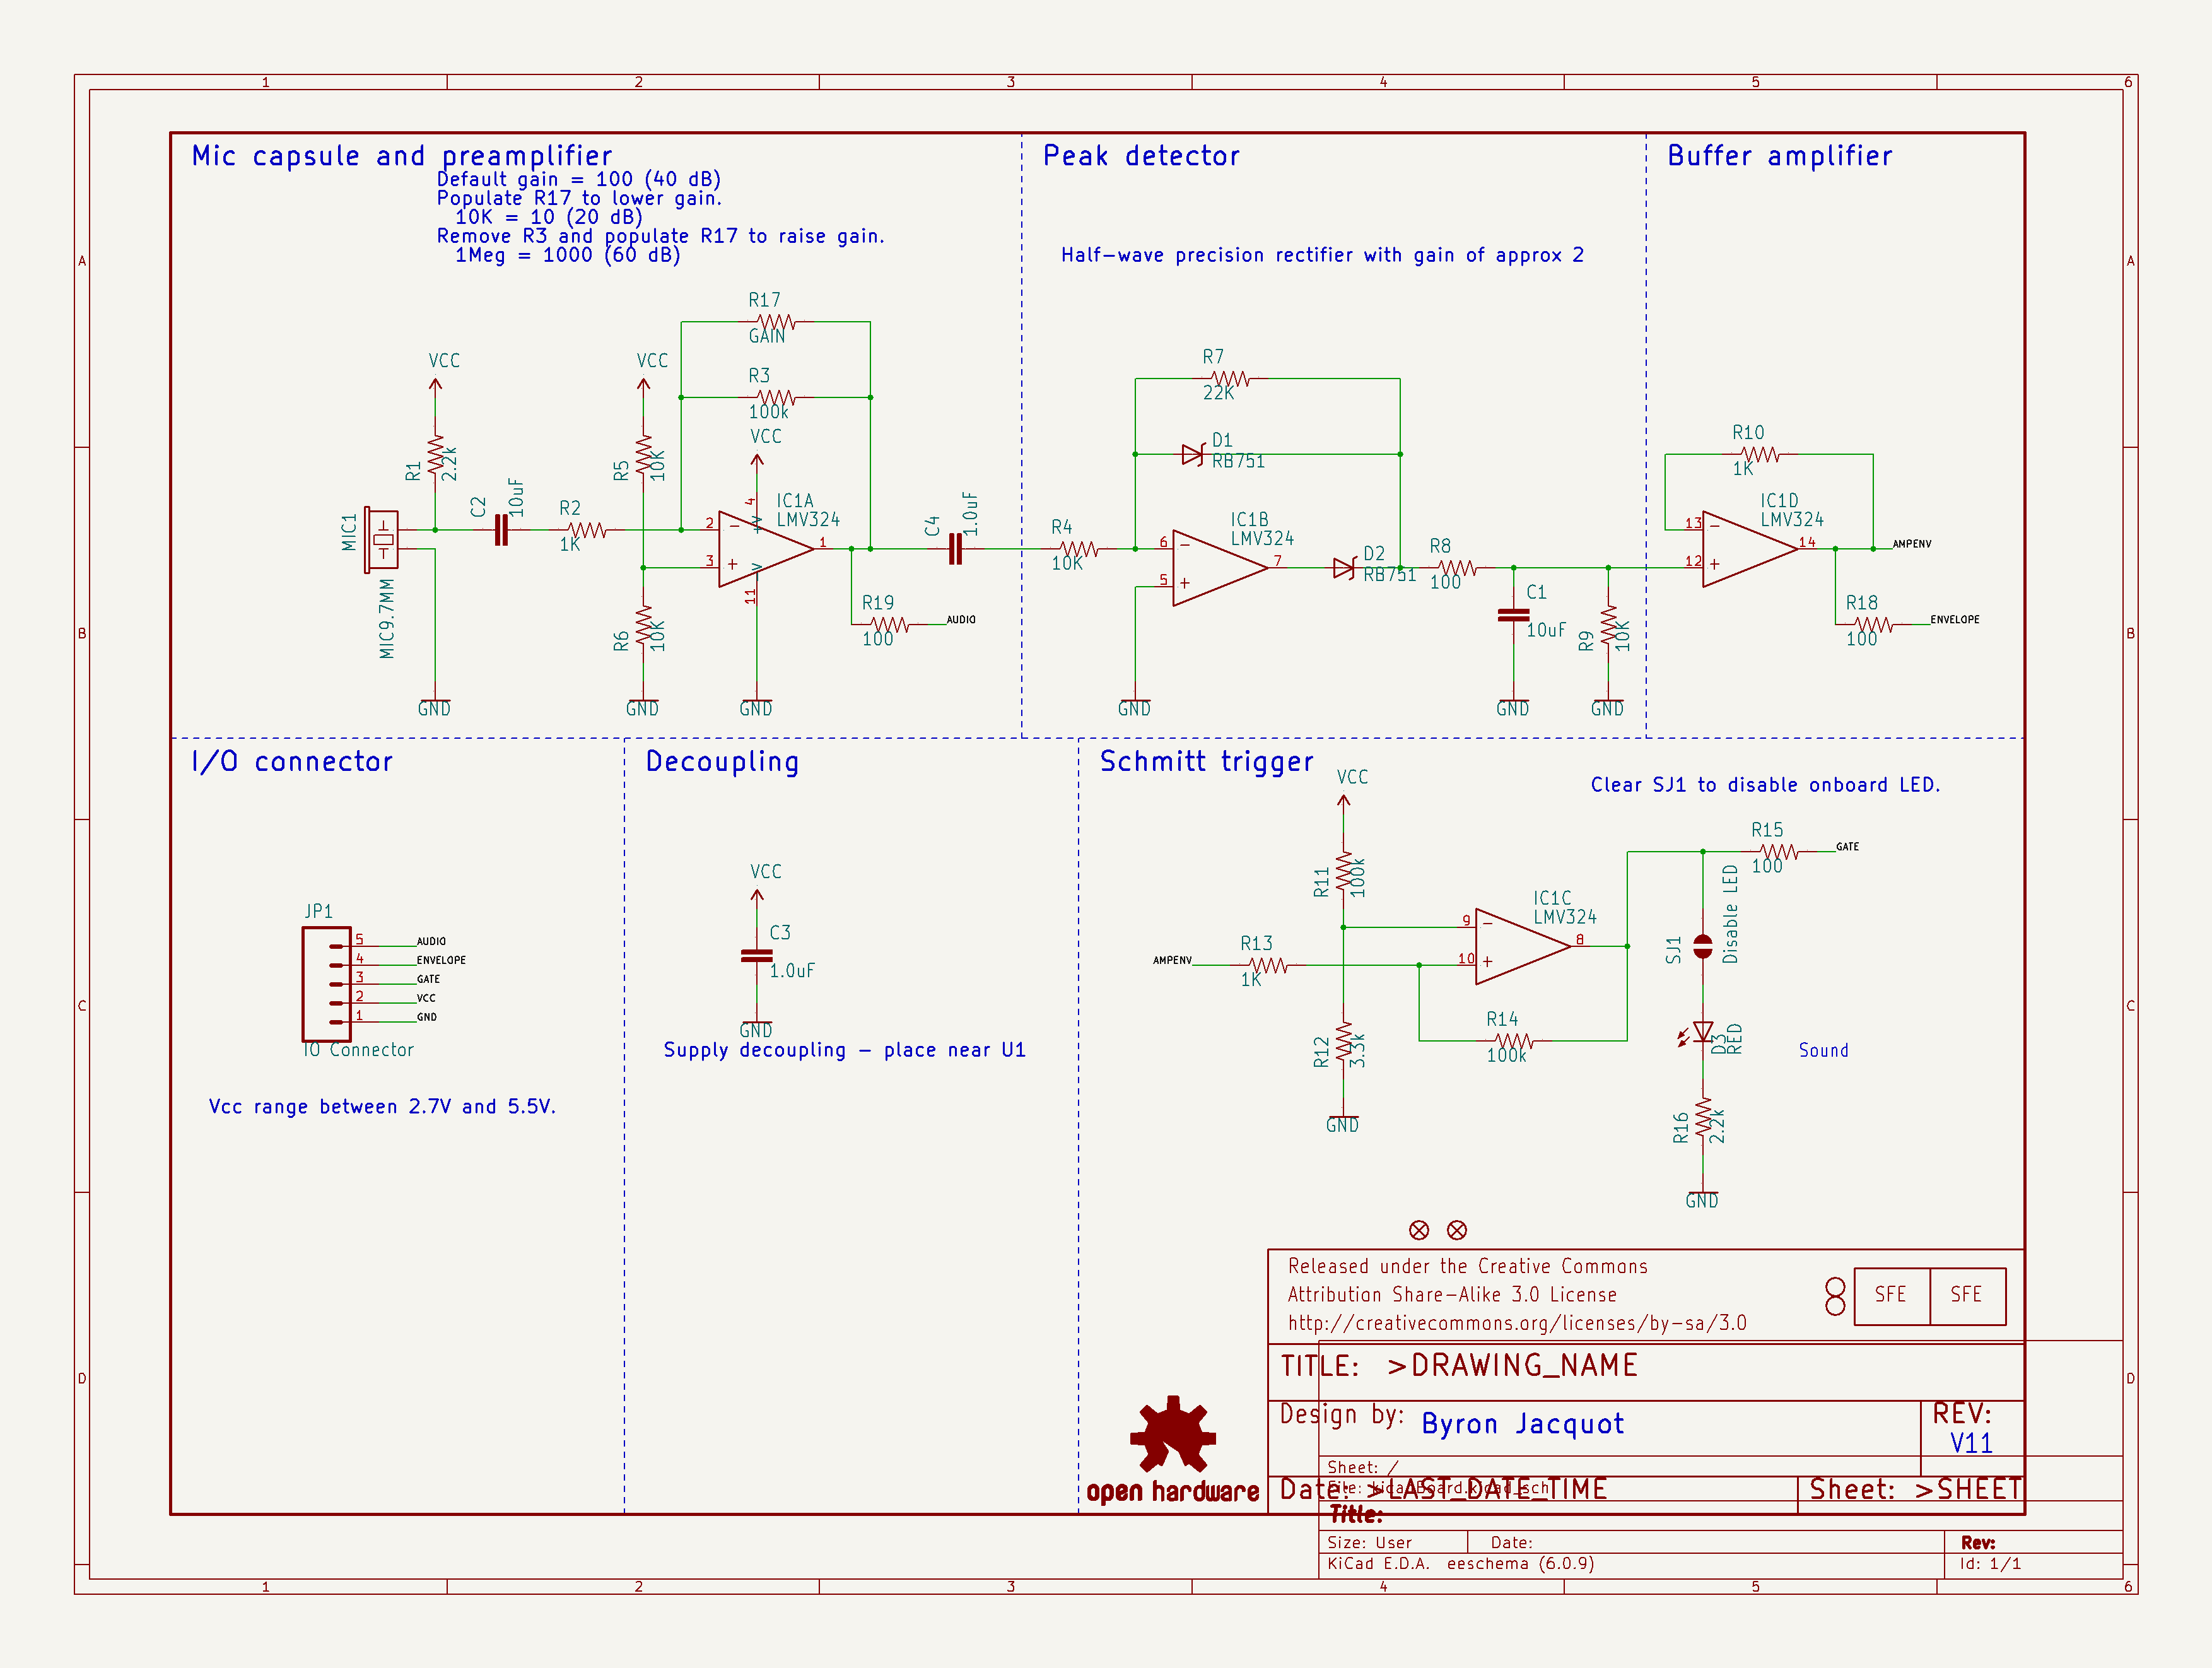 1 2 3 4 5 6
Mic capsule and preamplifier
Default gain = 100 (40 dB)
Populate R17 to lower gain.
10K = 10 (20 dB)
Remove R3 and populate R17 to raise gain.
1Meg = 1000 (60 dB)
Peak detector
Half-wave precision rectifier with gain of approx 2
Buffer amplifier
A A
R17
GAIN
R3
100k
VCC
VCC
VCC
R1
2.2k
R5
10K
C2
10uF
R2
1K
MIC1
MIC9.7MM
IC1A
LMV324
2
3
4
11
1
−
+
V
V
R6
10K
R19
100
AUDIO
C4
1.0uF
GND
GND
GND
R7
22K
D1
RB751
R4
10K
IC1B
LMV324
6
5
7
−
+
D2
RB751
R8
100
C1
10uF
R9
10K
GND
GND
GND
R10
1K
IC1D
LMV324
13
12
14
−
+
AMPENV
R18
100
ENVELOPE
B B
I/O connector
JP1
5 AUDIO
4 ENVELOPE
3 GATE
2 VCC
1 GND
IO Connector
Vcc range between 2.7V and 5.5V.
Decoupling
VCC
C3
1.0uF
GND
Supply decoupling − place near U1
Schmitt trigger
Clear SJ1 to disable onboard LED.
VCC
R11
100k
AMPENV
R13
1K
IC1C
LMV324
9
10
8
−
+
R14
100k
R12
3.3k
GND
R15
100
GATE
SJ1
Disable LED
D3
RED
Sound
R16
2.2k
GND
C C
Released under the Creative Commons
Attribution Share-Alike 3.0 License
http://creativecommons.org/licenses/by-sa/3.0
SFE SFE
TITLE: >DRAWING_NAME
Design by: Byron Jacquot
REV:
V11
Date: >LAST_DATE_TIME
Sheet: >SHEET
open hardware
D D
Sheet: /
File: kicadBoard.kicad_sch
Title:
Size: User Date: Rev:
KiCad E.D.A. eeschema (6.0.9) Id: 1/1
1 2 3 4 5 6